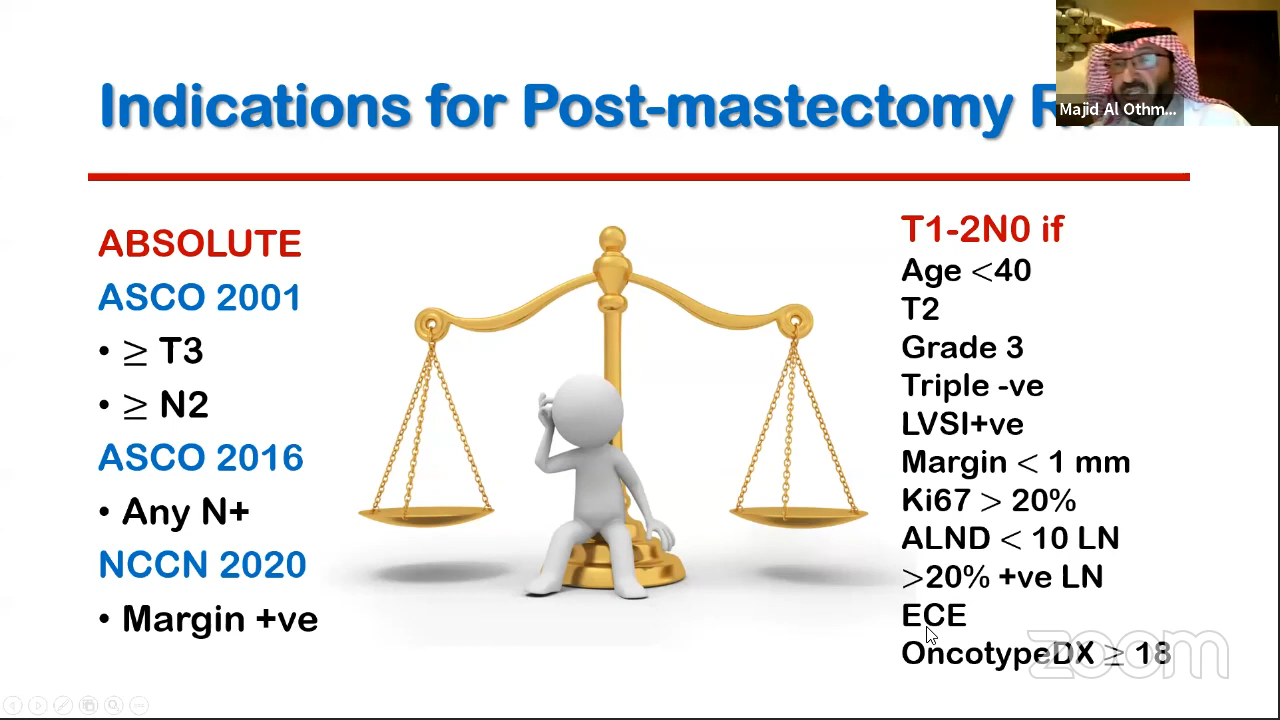 Indications for Post-mastectomy
Majid Al Othm...
ABSOLUTE
ASCO 2001
• ≥ T3
• ≥ N2
ASCO 2016
• Any N+
NCCN 2020
• Margin +ve
T1-2N0 if
Age <40
T2
Grade 3
Triple -ve
LVSI+ve
Margin < 1 mm
Ki67 > 20%
ALND < 10 LN
>20% +ve LN
ECE
OncotypeDX ≥ 18
zoom